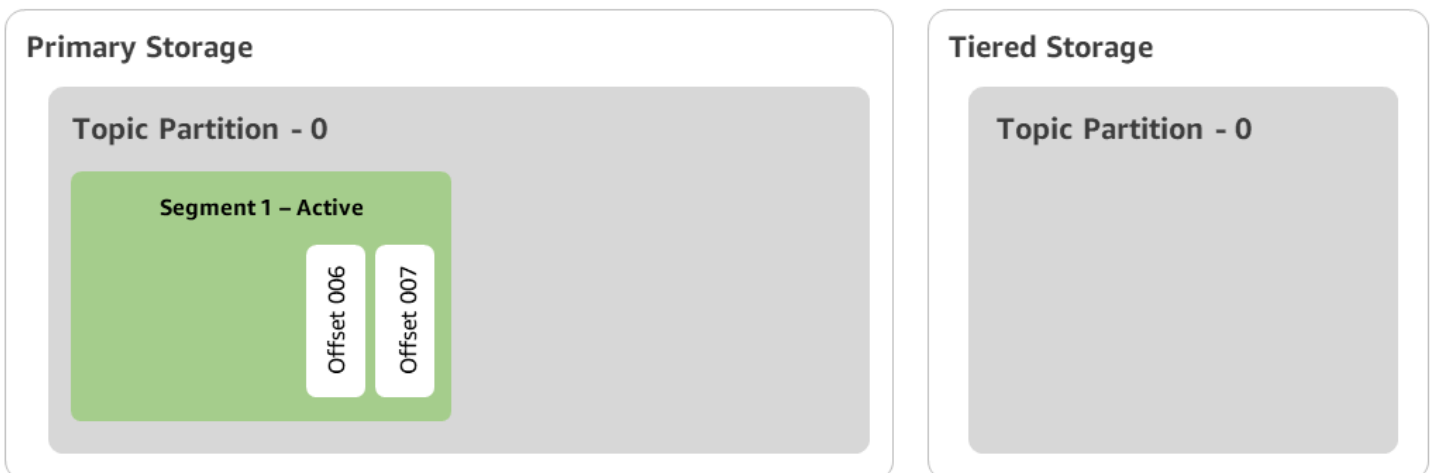 Primary Storage
Topic Partition - 0
Segment 1 – Active
Offset 006
Offset 007
Tiered Storage
Topic Partition - 0